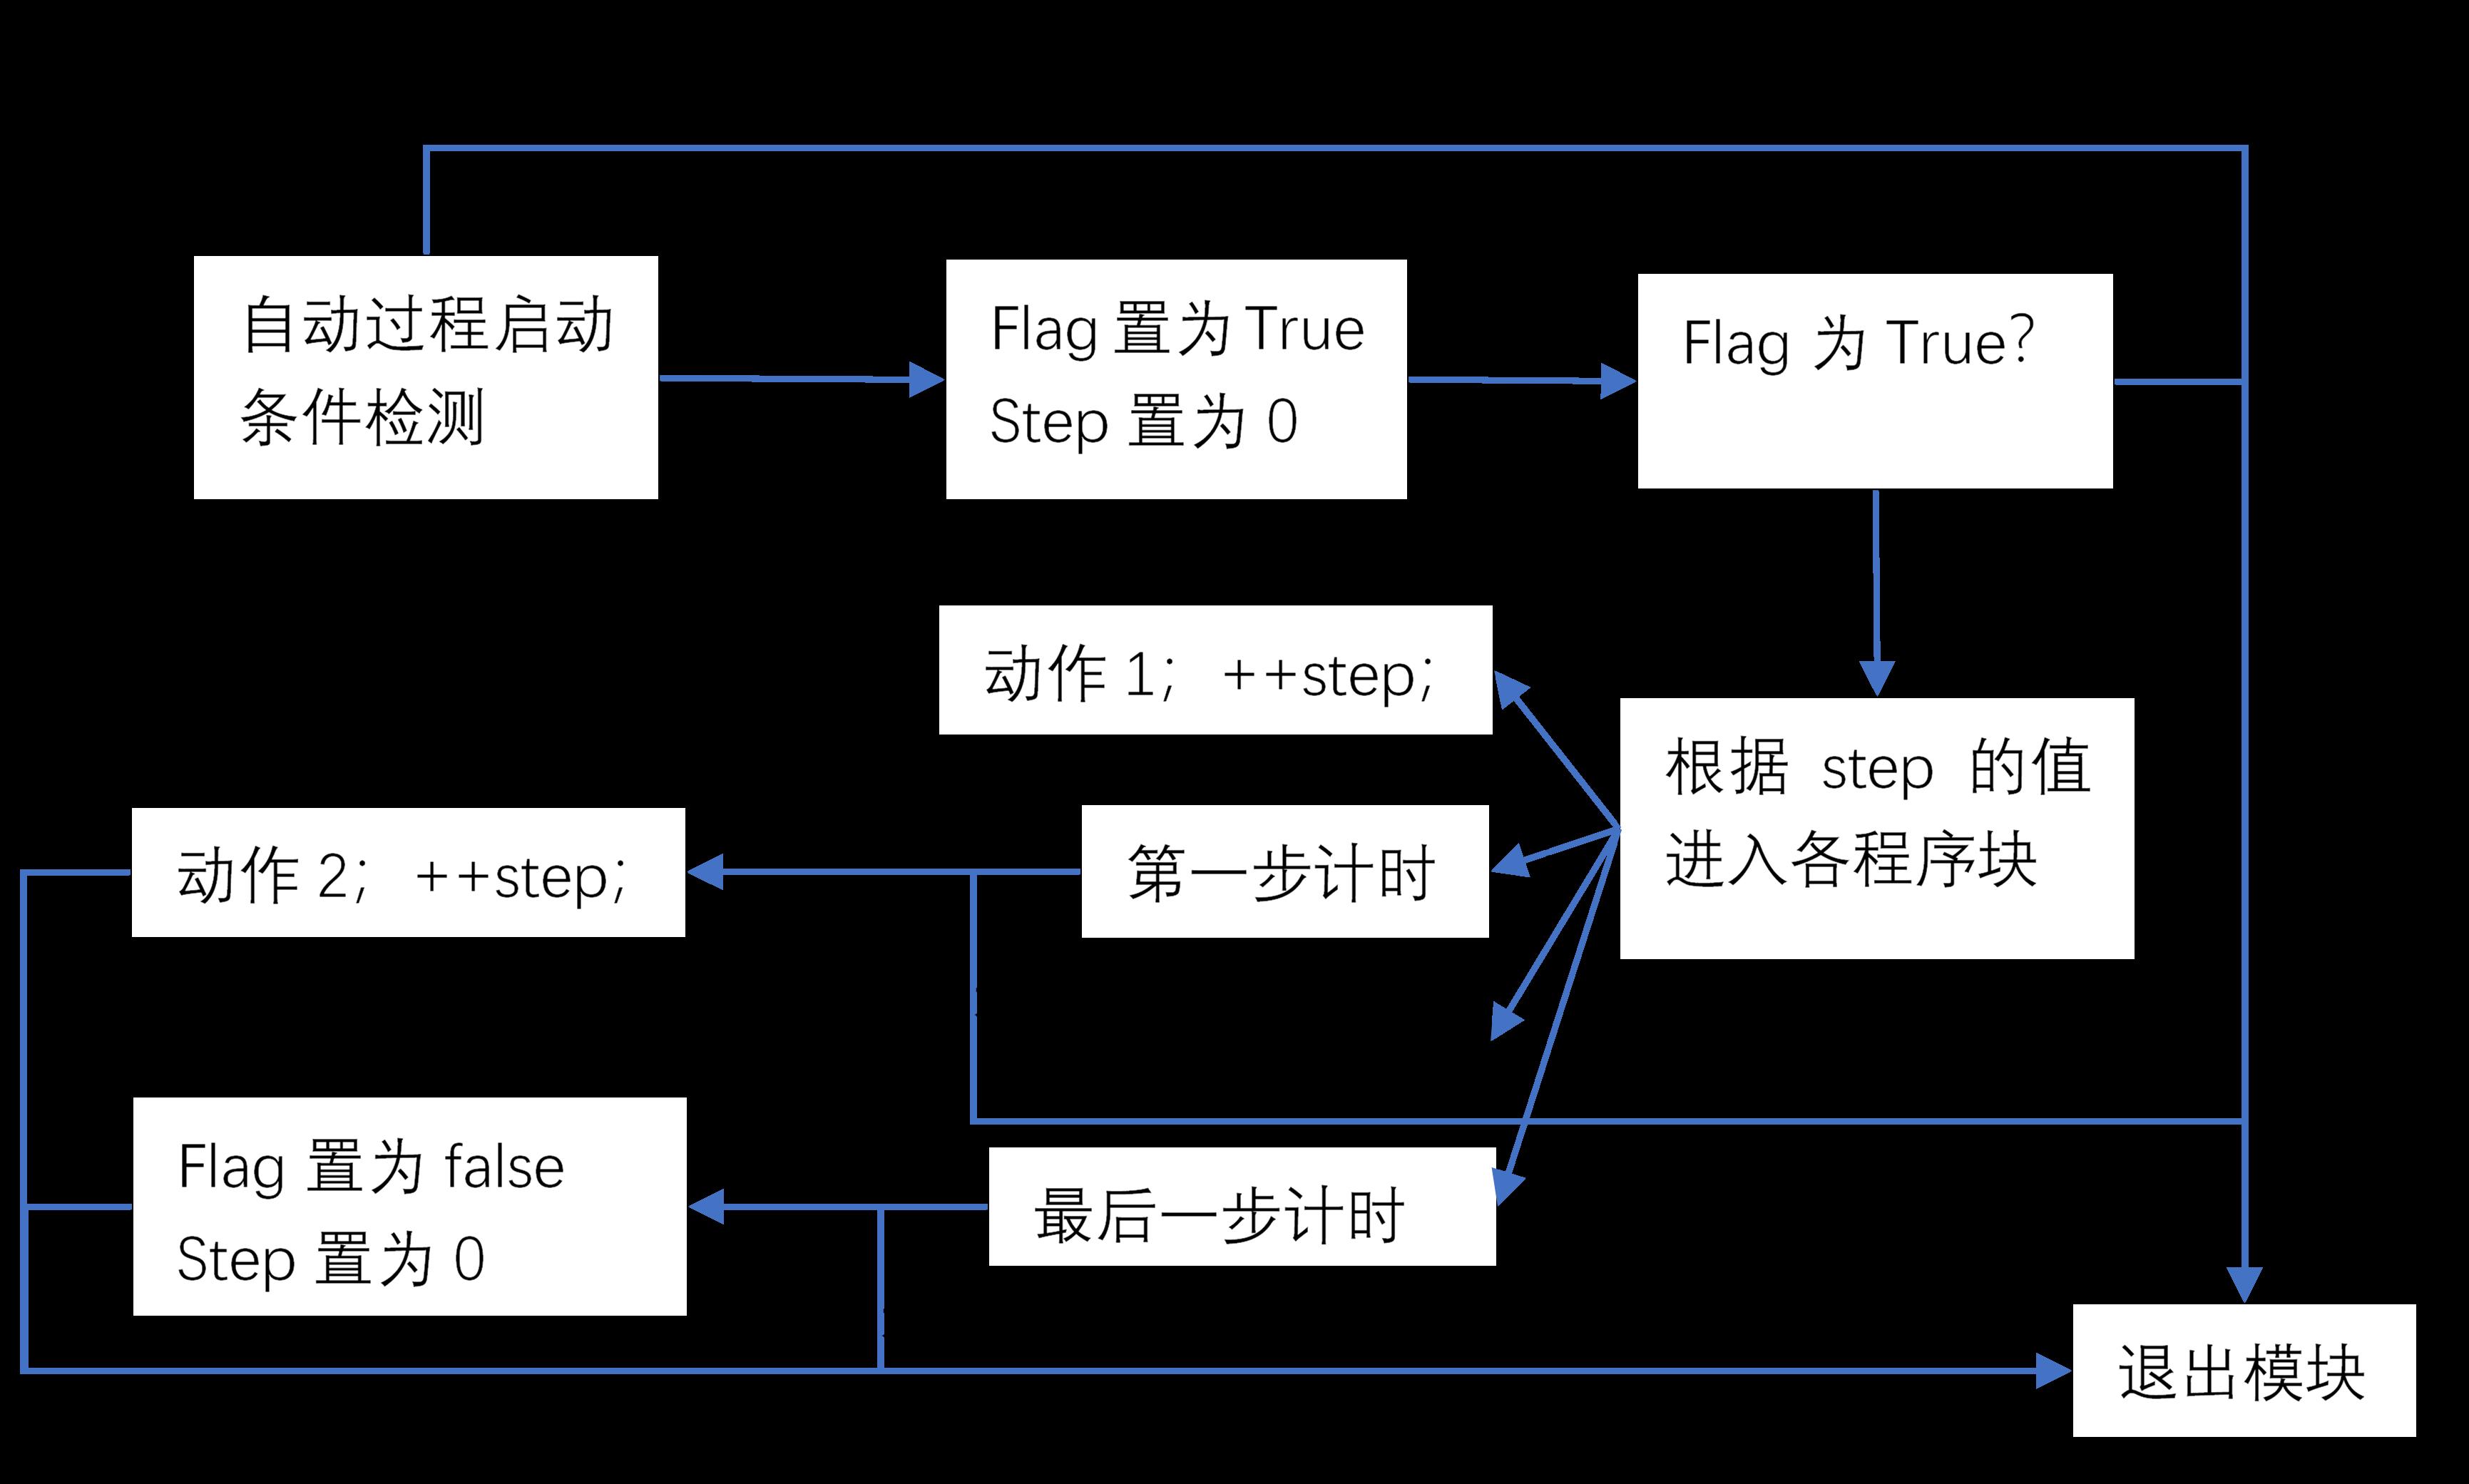 自动过程启动
条件检测
Flag 置为 True
Step 置为 0
Flag 为 True？
动作 1； ++step;
根据 step 的值
进入各程序块
动作 2； ++step;
第一步计时
Flag 置为 false
Step 置为 0
最后一步计时
退出模块